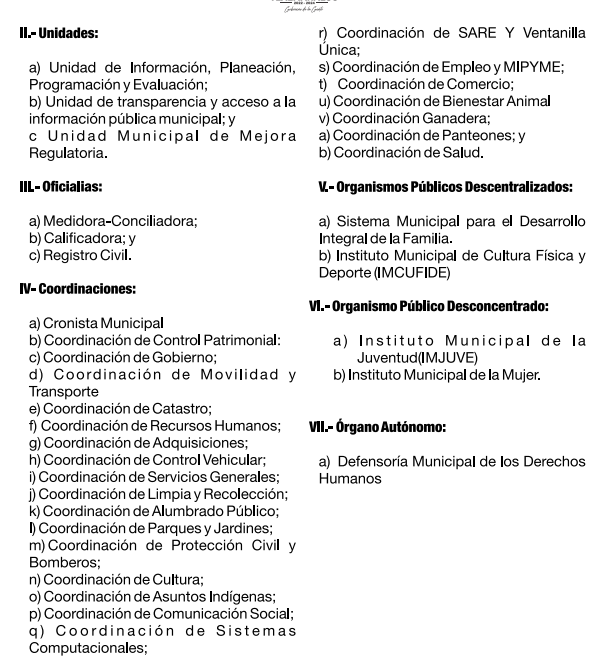 II.- Unidades:
a) Unidad de Información, Planeación,
Programación y Evaluación;
b) Unidad de transparencia y acceso a la
información pública municipal; y
c Unidad Municipal de Mejora
Regulatoria.
III.- Oficialias:
a) Medidora-Conciliadora;
b) Calificadora; y
c) Registro Civil.
IV- Coordinaciones:
a) Cronista Municipal
b) Coordinación de Control Patrimonial:
c) Coordinación de Gobierno;
d) Coordinación de Movilidad y
Transporte
e) Coordinación de Catastro;
f) Coordinación de Recursos Humanos;
g) Coordinación de Adquisiciones;
h) Coordinación de Control Vehicular;
i) Coordinación de Servicios Generales;
j) Coordinación de Limpia y Recolección;
k) Coordinación de Alumbrado Público;
l) Coordinación de Parques y Jardines;
m) Coordinación de Protección Civil y
Bomberos;
n) Coordinación de Cultura;
o) Coordinación de Asuntos Indígenas;
p) Coordinación de Comunicación Social;
q) Coordinación de Sistemas
Computacionales;
r) Coordinación de SARE Y Ventanilla
Única;
s) Coordinación de Empleo y MIPYME;
t) Coordinación de Comercio;
u) Coordinación de Bienestar Animal
v) Coordinación Ganadera;
a) Coordinación de Panteones; y
b) Coordinación de Salud.
V.- Organismos Públicos Descentralizados:
a) Sistema Municipal para el Desarrollo
Integral de la Familia.
b) Instituto Municipal de Cultura Física y
Deporte (IMCUFIDE)
VI.- Organismo Público Desconcentrado:
a) Instituto Municipal de la
Juventud(IMJUVE)
b) Instituto Municipal de la Mujer.
VII.- Órgano Autónomo:
a) Defensoría Municipal de los Derechos
Humanos